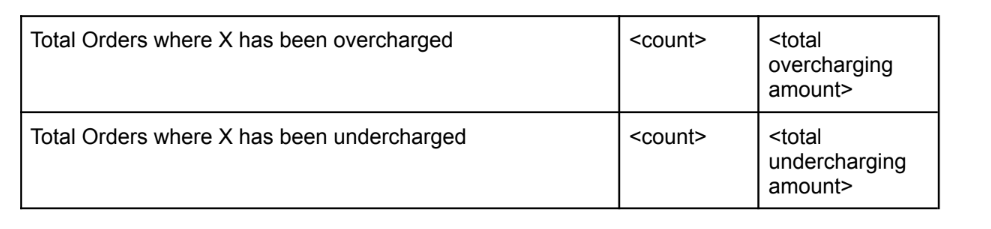 Total Orders where X has been overcharged <count> <total
overcharging
amount>
Total Orders where X has been undercharged <count> <total
undercharging
amount>